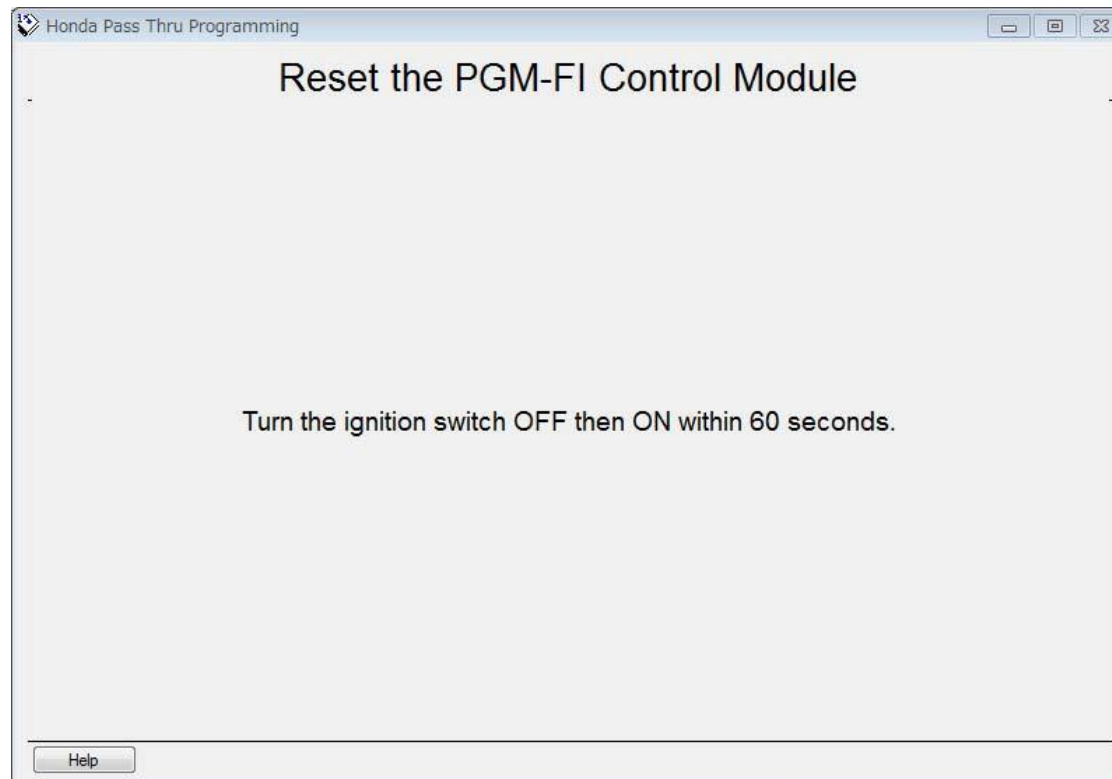 Honda Pass Thru Programming
Reset the PGM-FI Control Module
Turn the ignition switch OFF then ON within 60 seconds.
Help